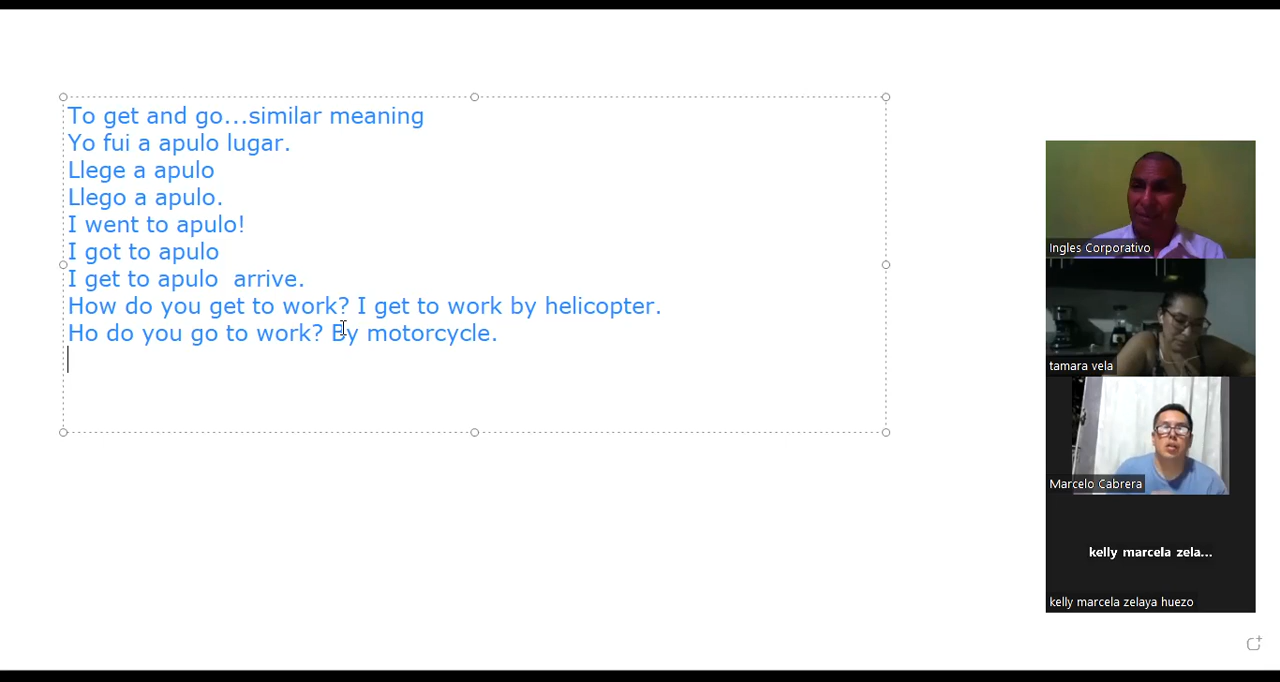 To get and go...similar meaning
Yo fui a apulo lugar.
Llege a apulo
Llego a apulo.
I went to apulo!
I got to apulo
I get to apulo  arrive.
How do you get to work? I get to work by helicopter.
Ho do you go to work? By motorcycle.
Ingles Corporativo
tamara vela
Marcelo Cabrera
kelly marcela zela...
kelly marcela zelaya huezo